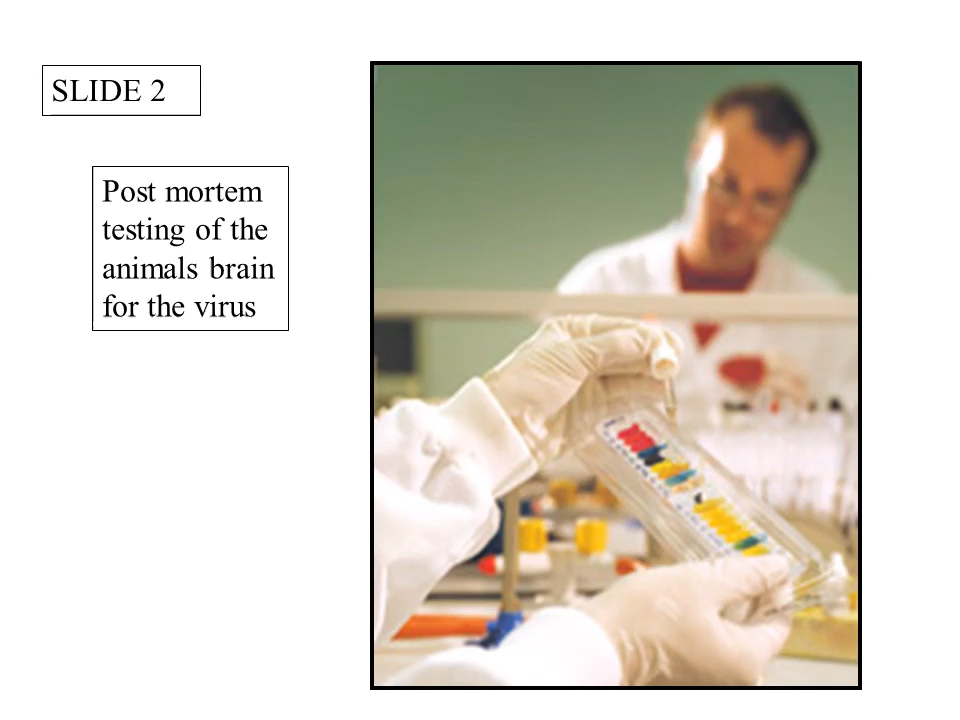 SLIDE 2
Post mortem
testing of the
animals brain
for the virus